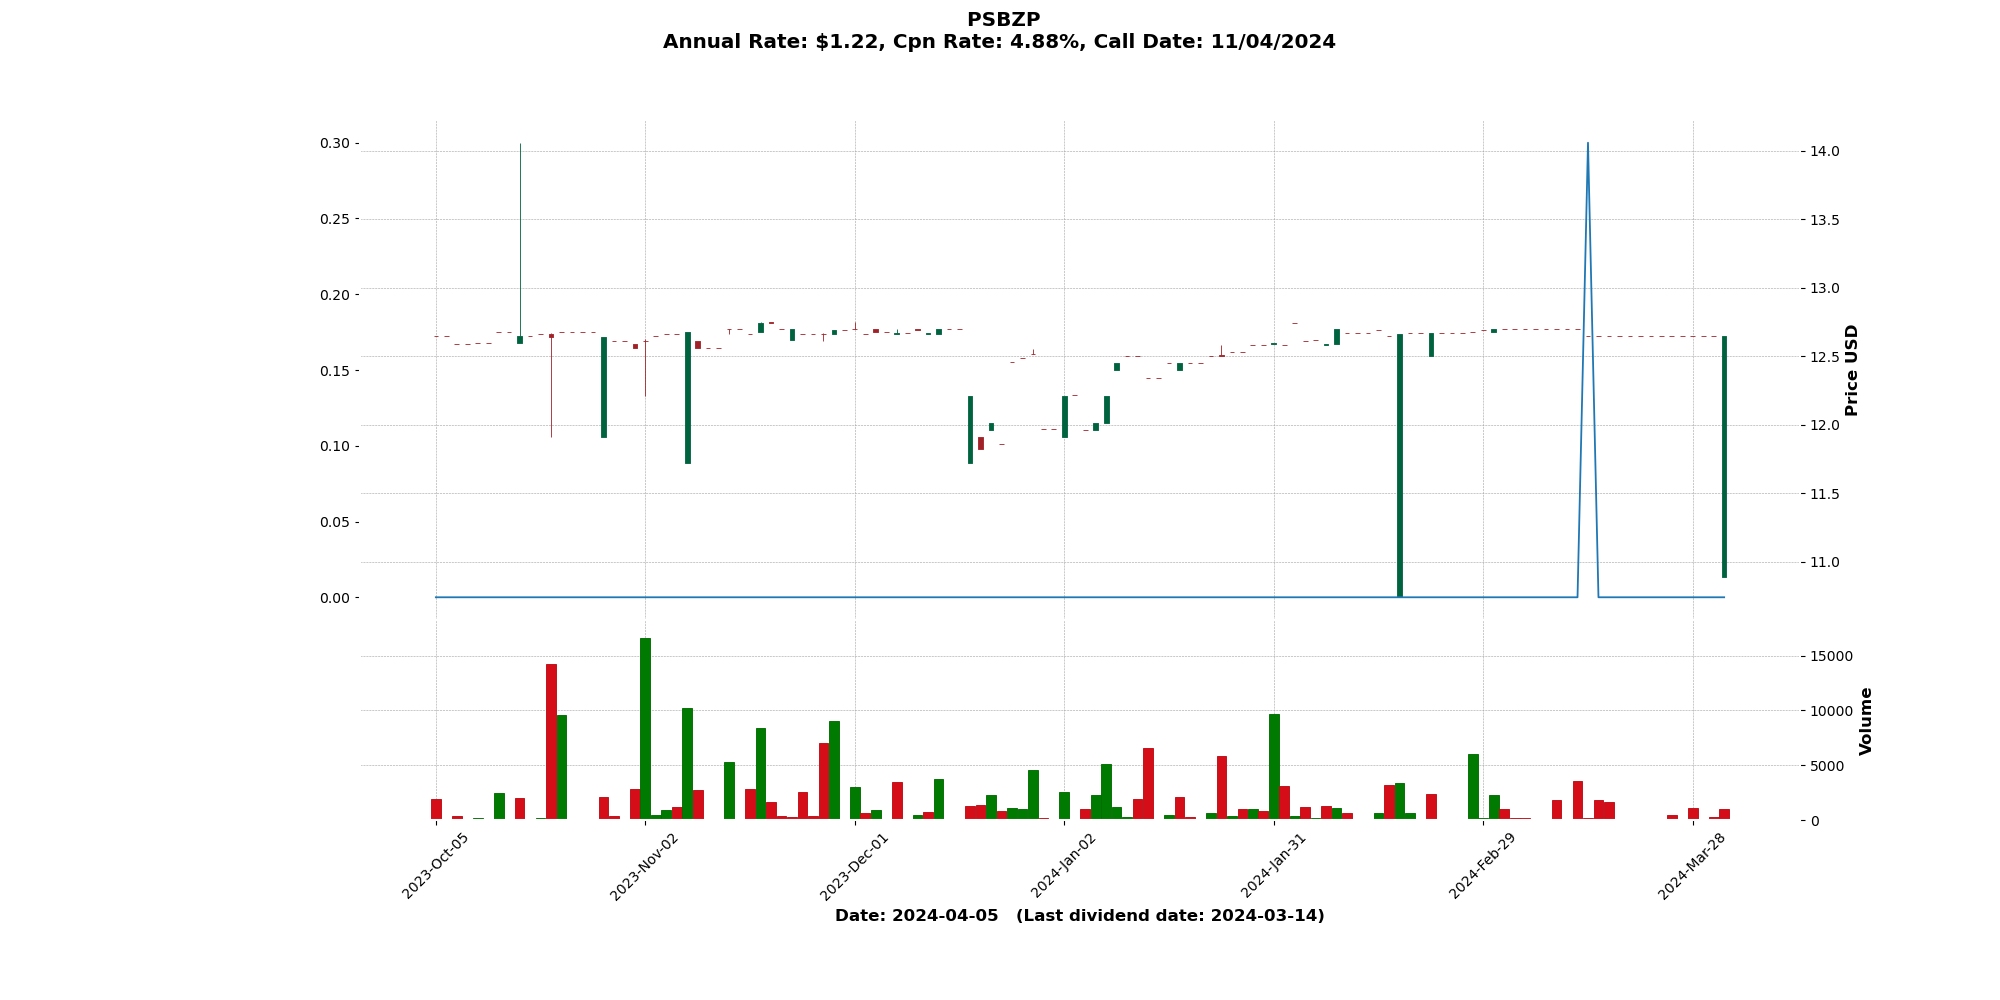 PSBZP
Annual Rate: $1.22, Cpn Rate: 4.88%, Call Date: 11/04/2024
0.30
0.25
0.20
0.15
0.10
0.05
0.00
14.0
13.5
13.0
12.5
12.0
11.5
11.0
Price USD
15000
10000
5000
0
Volume
2023-Oct-05
2023-Nov-02
2023-Dec-01
2024-Jan-02
2024-Jan-31
2024-Feb-29
2024-Mar-28
Date: 2024-04-05 (Last dividend date: 2024-03-14)